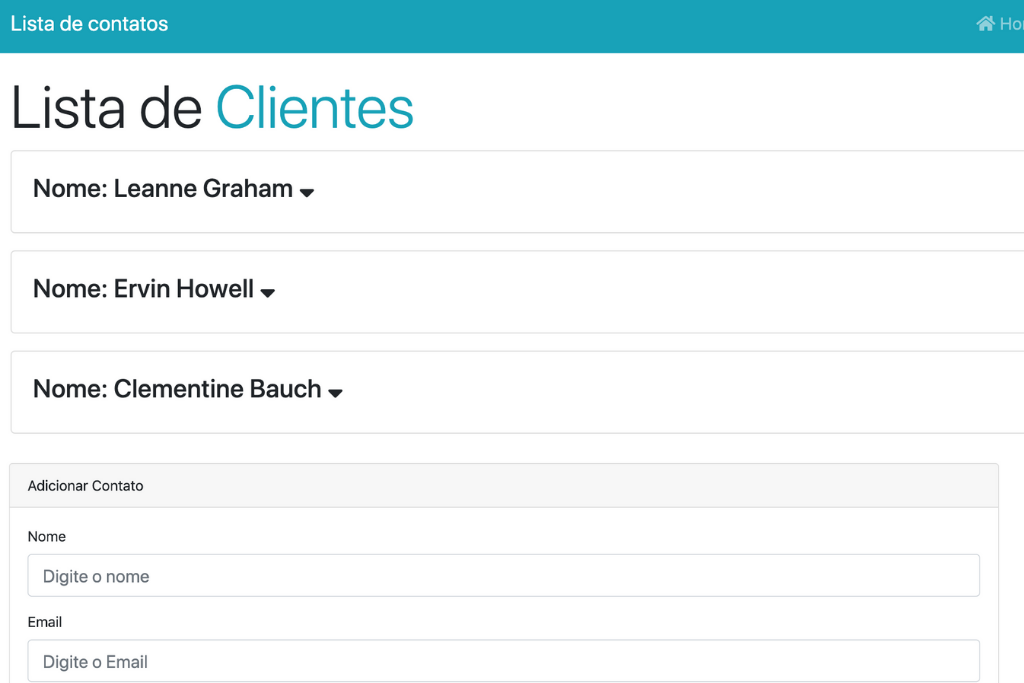 Lista de contatos
Lista de Clientes
Nome: Leanne Graham
Nome: Ervin Howell
Nome: Clementine Bauch
Adicionar Contato
Nome
Digite o nome
Email
Digite o Email